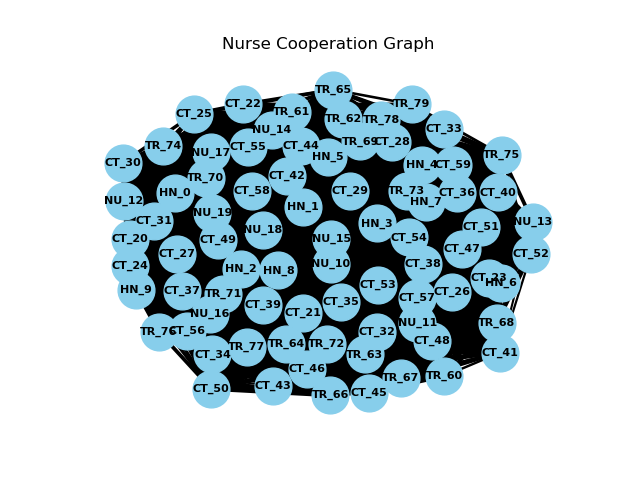 Nurse Cooperation Graph
TR_65
CT_22
TR_79
TR_61
CT_25
TR_62
TR_78
NU_14
CT_33
TR_69
CT_28
TR_74
CT_55
CT_44
NU_17
HN_5
TR_75
CT_30
HN_4
CT_59
CT_42
TR_70
HN_0
CT_58
CT_29
TR_73
CT_36
CT_40
NU_12
HN_7
HN_1
NU_19
CT_31
HN_3
NU_13
CT_51
NU_18
CT_20
CT_49
NU_15
CT_54
CT_47
CT_27
CT_52
CT_24
HN_2
HN_8
NU_10
CT_38
CT_23
HN_6
HN_9
CT_37
TR_71
CT_53
CT_57
CT_26
CT_39
CT_35
NU_16
CT_21
NU_11
TR_68
TR_76
CT_56
CT_32
CT_48
TR_77
TR_64
TR_72
CT_34
TR_63
CT_41
CT_46
TR_67
TR_60
CT_50
CT_43
TR_66
CT_45